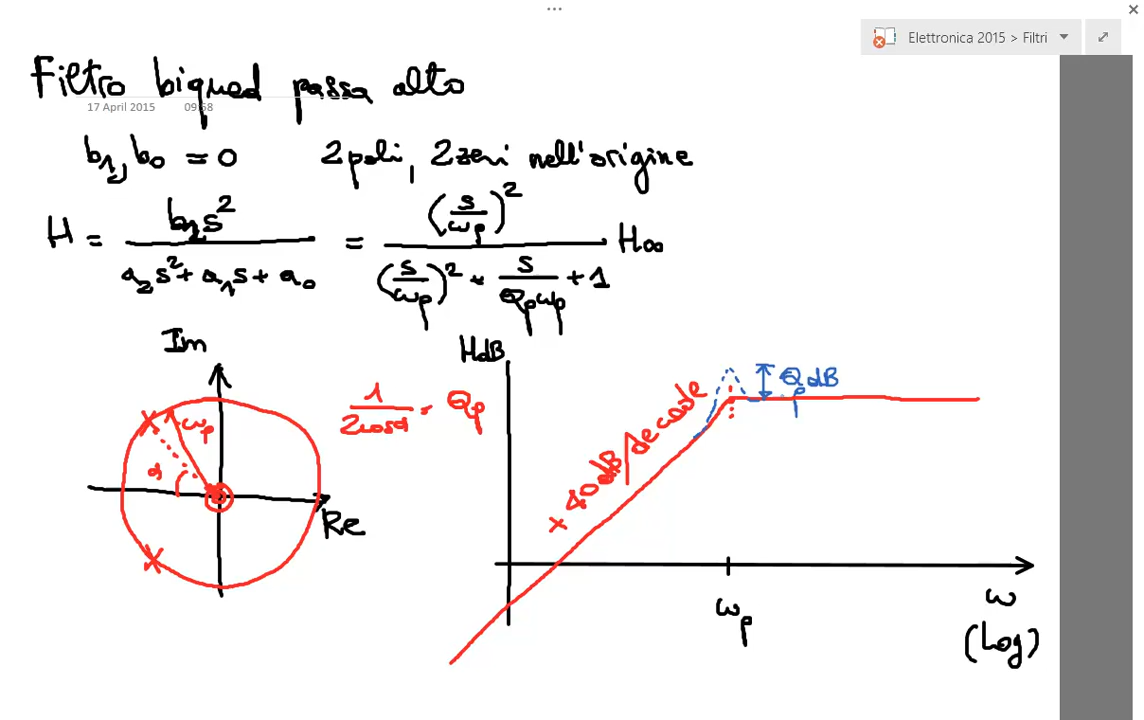 Elettronica 2015 > Filtri
Filtro biquad passa alto
17 April 2015 09:58
b₁, b₀ = 0 2 poli, 2 zeri nell'origine
H = b₂s² / (a₂s² + a₁s + a₀) = (s/ωp)² / ((s/ωp)² + s/(Qpωp) + 1) H∞
Im
HdB
QpdB
1/(2cosα) = Qp
+40dB/decade
ωp
α
Re
ωp
ω
(Log)